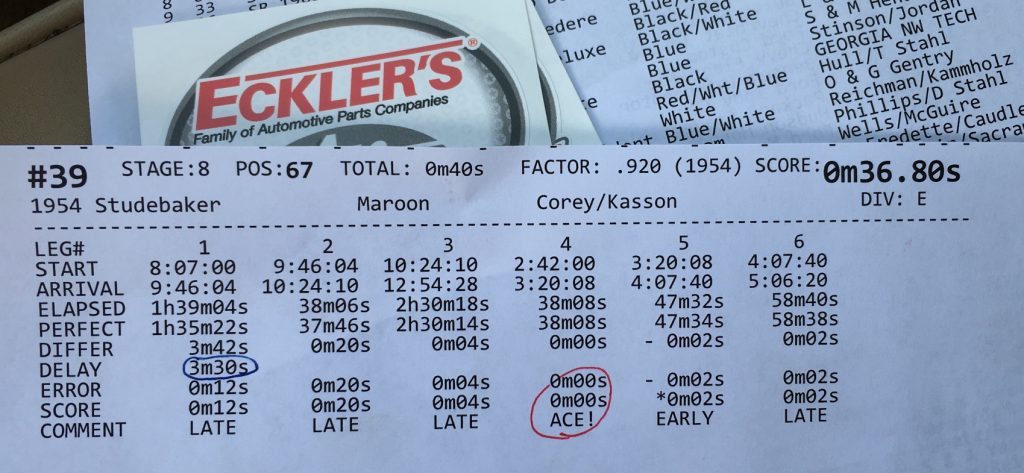 8
9 33
ECKLER'S®
Family of Automotive Parts Companies
edere
luxe
Black/Red
Black/White
Blue
Blue
Black
Red/Wht/Blue
White
Blue/White
Stinson/Jordan
GEORGIA NW TECH
Hull/T Stahl
O & G Gentry
Reichman/Kammholz
Phillips/D Stahl
Wells/McGuire
#39 STAGE:8 POS:67 TOTAL: 0m40s FACTOR: .920 (1954) SCORE:0m36.80s
1954 Studebaker Maroon Corey/Kasson DIV: E
LEG# 1 2 3 4 5 6
START 8:07:00 9:46:04 10:24:10 2:42:00 3:20:08 4:07:40
ARRIVAL 9:46:04 10:24:10 12:54:28 3:20:08 4:07:40 5:06:20
ELAPSED 1h39m04s 38m06s 2h30m18s 38m08s 47m32s 58m40s
PERFECT 1h35m22s 37m46s 2h30m14s 38m08s 47m34s 58m38s
DIFFER 3m42s 0m20s 0m04s 0m00s - 0m02s 0m02s
DELAY 3m30s
ERROR 0m12s 0m20s 0m04s 0m00s - 0m02s 0m02s
SCORE 0m12s 0m20s 0m04s 0m00s *0m02s 0m02s
COMMENT LATE LATE LATE ACE! EARLY LATE